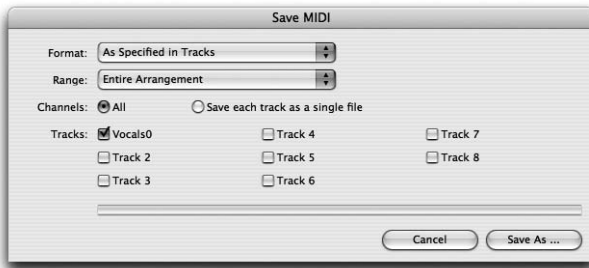 Save MIDI
Format: As Specified in Tracks
Range: Entire Arrangement
Channels: All Save each track as a single file
Tracks: Vocals0 Track 4 Track 7
Track 2 Track 5 Track 8
Track 3 Track 6
Cancel Save As ...